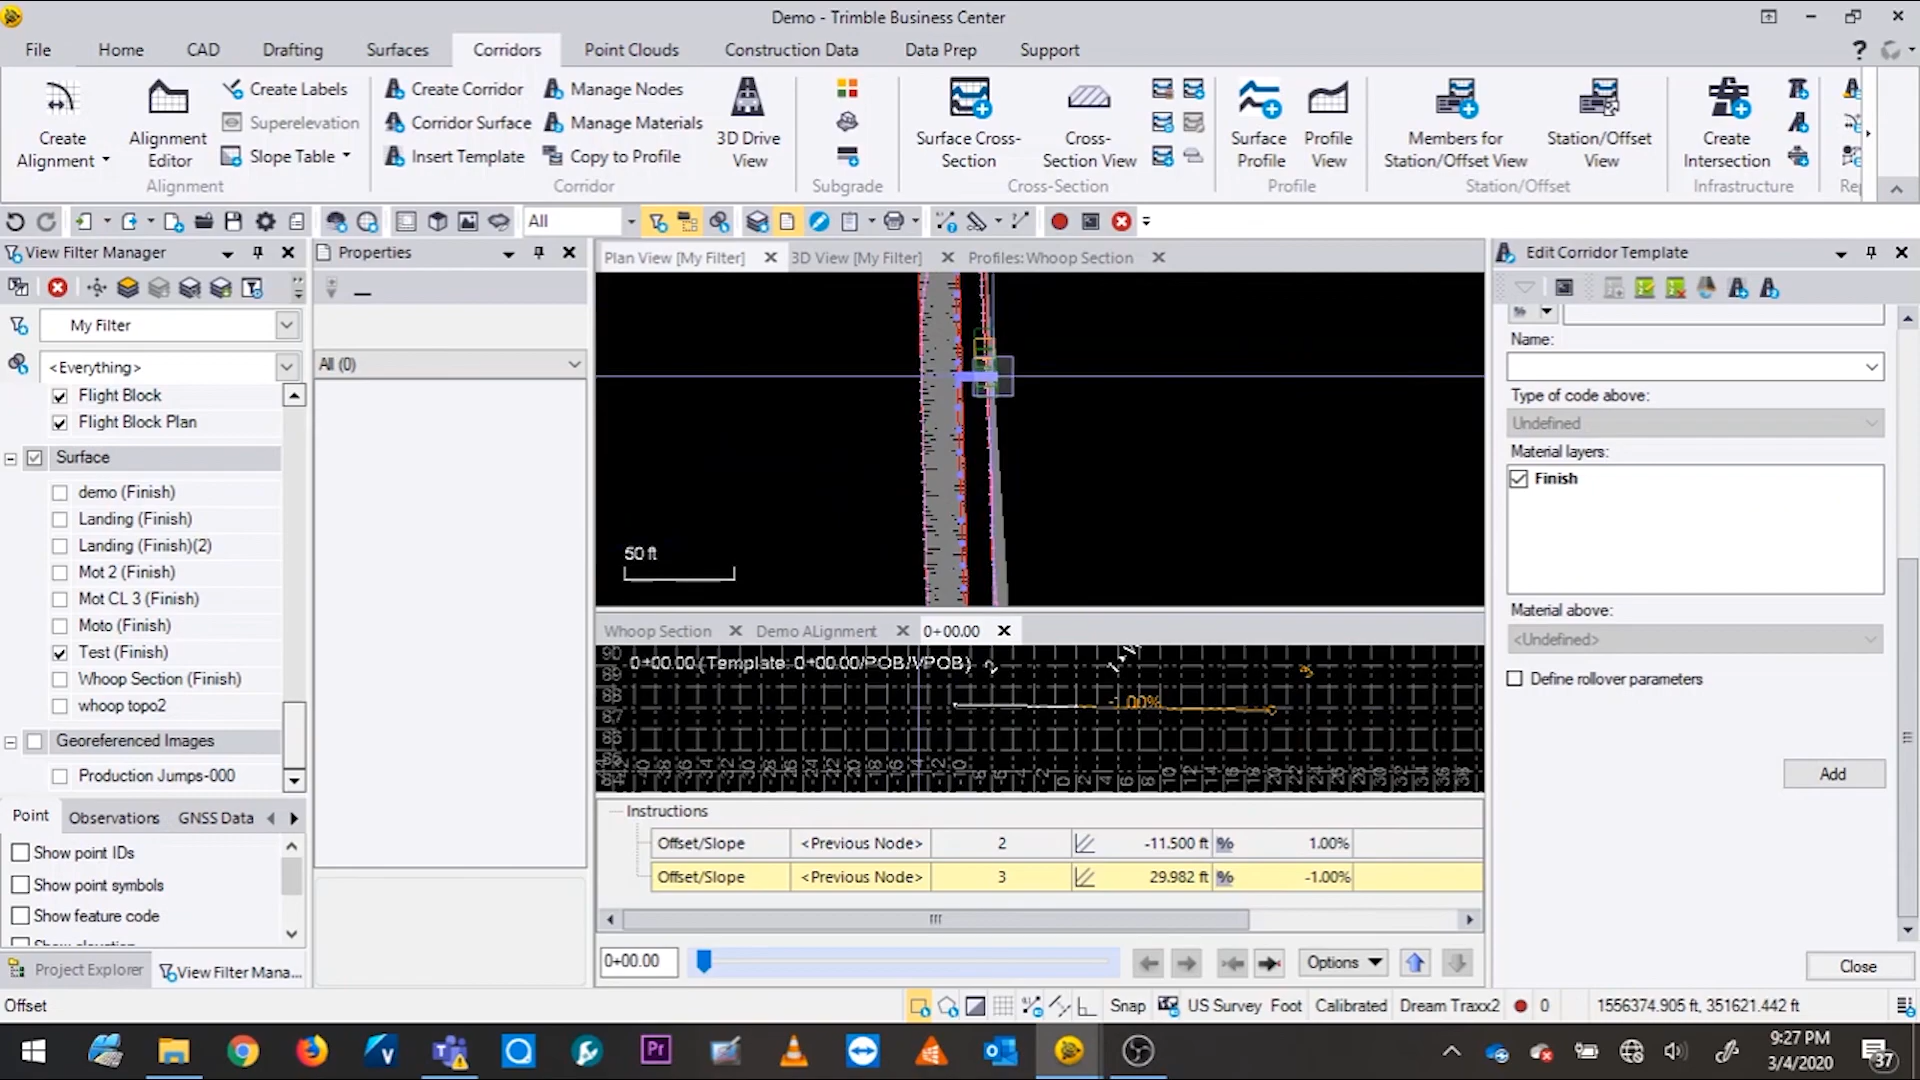 Demo - Trimble Business Center
File Home CAD Drafting Surfaces Corridors Point Clouds Construction Data Data Prep Support
Create Alignment
Alignment Editor
Create Labels
Superelevation
Slope Table
Alignment
Create Corridor
Corridor Surface
Insert Template
Manage Nodes
Manage Materials
Copy to Profile
3D Drive View
Corridor
Subgrade
Surface Cross-Section
Cross-Section View
Cross-Section
Surface Profile
Profile View
Profile
Members for Station/Offset View
Station/Offset View
Station/Offset
Create Intersection
Infrastructure
All
View Filter Manager
My Filter
<Everything>
Flight Block
Flight Block Plan
Surface
demo (Finish)
Landing (Finish)
Landing (Finish)(2)
Mot 2 (Finish)
Mot CL 3 (Finish)
Moto (Finish)
Test (Finish)
Whoop Section (Finish)
whoop topo2
Georeferenced Images
Production Jumps-000
Point Observations GNSS Data
Show point IDs
Show point symbols
Show feature code
Project Explorer View Filter Mana...
Properties
All (0)
Plan View [My Filter] 3D View [My Filter] Profiles: Whoop Section
50 ft
Whoop Section Demo ALignment 0+00.00
0+00.00 (Template: 0+00.00/POB/VPOB)
-1.00%
Instructions
Offset/Slope <Previous Node> 2 -11.500 ft % 1.00%
Offset/Slope <Previous Node> 3 29.982 ft % -1.00%
0+00.00 Options
Edit Corridor Template
%
Name:
Type of code above:
Undefined
Material layers:
Finish
Material above:
<Undefined>
Define rollover parameters
Add
Close
Offset Snap US Survey Foot Calibrated Dream Traxx2 0 1556374.905 ft, 351621.442 ft
9:27 PM
3/4/2020
37